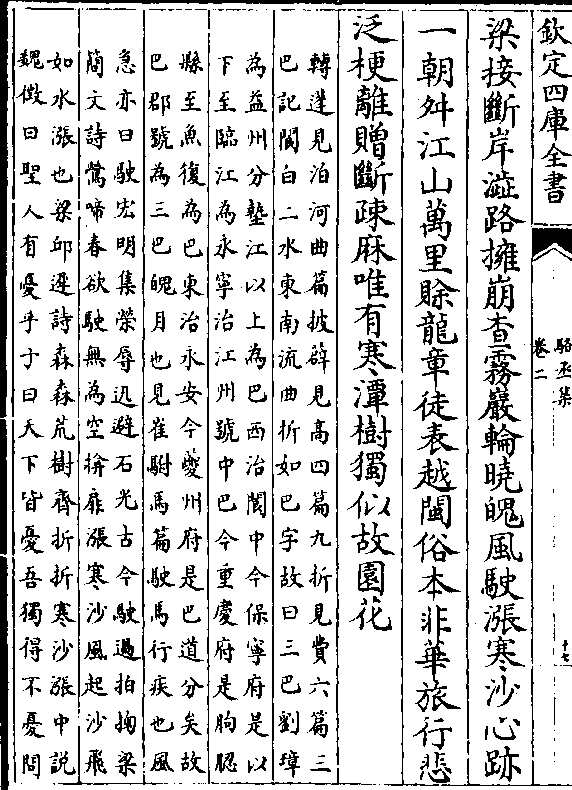 欽定四庫全書
駱丞集
卷二
十七
梁接斷岸澁路擁崩查霧巖輪曉魄風駛漲寒沙心跡
一朝舛江山萬里賒龍章徒表越閩俗本非華旅行悲
泛梗離贈斷疎麻唯有寒潭樹獨似故園花
轉蓬見泊河曲篇披薜見高四篇九折見費六篇三
巴記閬白二水東南流曲折如巴字故曰三巴劉璋
為益州分墊江以上為巴西治閬中今保寧府是以
下至臨江為永寧治江州號中巴今重慶府是朐䏰
縣至魚復為巴東治永安今夔州府是巴道分矣故
巴郡號為三巴魄月也見崔駙馬篇駛馬行疾也風
急亦曰駛宏明集榮辱迅避石光古今駛過拍掬梁
簡文詩鶯啼春欲駛無為空掩扉漲寒沙風起沙飛
如水漲也梁邱遲詩森森荒樹齊折折寒沙漲中説
魏徴曰聖人有憂乎子曰天下皆憂吾獨得不憂問